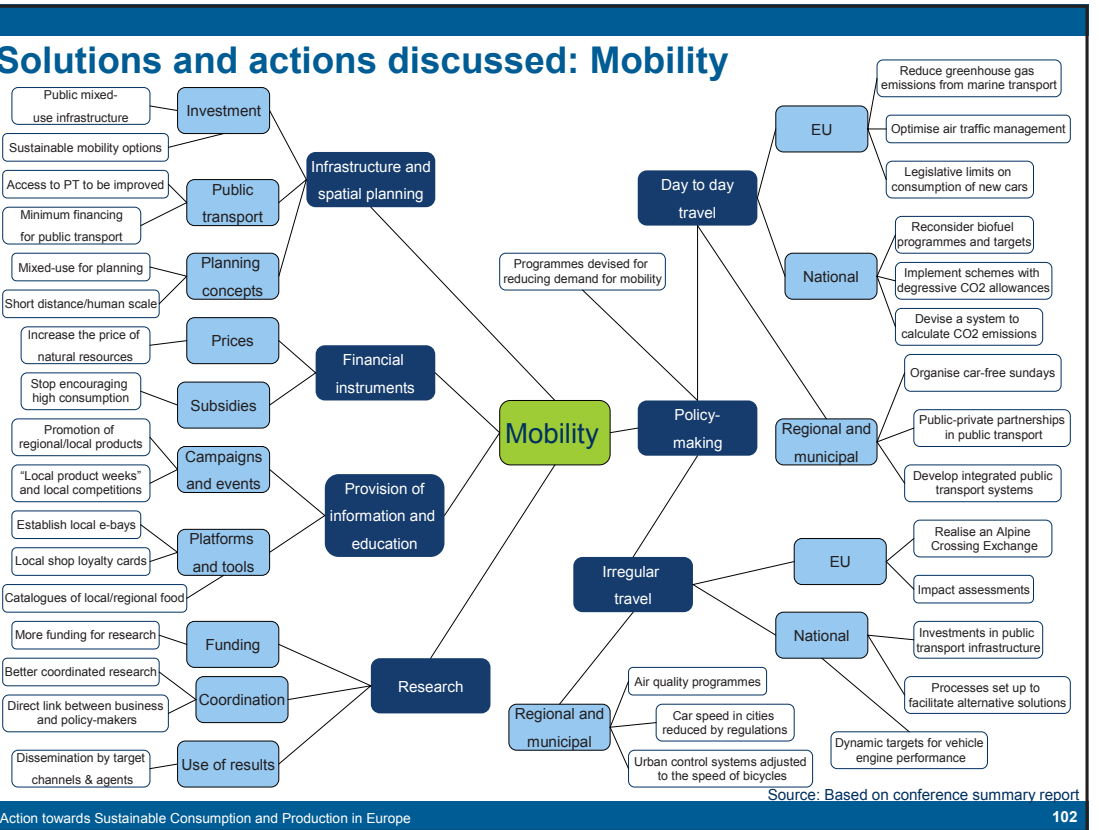 Solutions and actions discussed: Mobility
Public mixed-
use infrastructure
Sustainable mobility options
Investment
Access to PT to be improved
Minimum financing
for public transport
Public
transport
Mixed-use for planning
Short distance/human scale
Planning
concepts
Infrastructure and
spatial planning
Increase the price of
natural resources
Prices
Stop encouraging
high consumption
Subsidies
Financial
instruments
Promotion of
regional/local products
“Local product weeks”
and local competitions
Campaigns
and events
Establish local e-bays
Local shop loyalty cards
Catalogues of local/regional food
Platforms
and tools
Provision of
information and
education
More funding for research
Funding
Better coordinated research
Direct link between business
and policy-makers
Coordination
Dissemination by target
channels & agents
Use of results
Research
Mobility
Policy-
making
Programmes devised for
reducing demand for mobility
Day to day
travel
EU
Reduce greenhouse gas
emissions from marine transport
Optimise air traffic management
Legislative limits on
consumption of new cars
National
Reconsider biofuel
programmes and targets
Implement schemes with
degressive CO2 allowances
Devise a system to
calculate CO2 emissions
Regional and
municipal
Organise car-free sundays
Public-private partnerships
in public transport
Develop integrated public
transport systems
Irregular
travel
EU
Realise an Alpine
Crossing Exchange
Impact assessments
National
Investments in public
transport infrastructure
Processes set up to
facilitate alternative solutions
Dynamic targets for vehicle
engine performance
Regional and
municipal
Air quality programmes
Car speed in cities
reduced by regulations
Urban control systems adjusted
to the speed of bicycles
Source: Based on conference summary report
Action towards Sustainable Consumption and Production in Europe
102